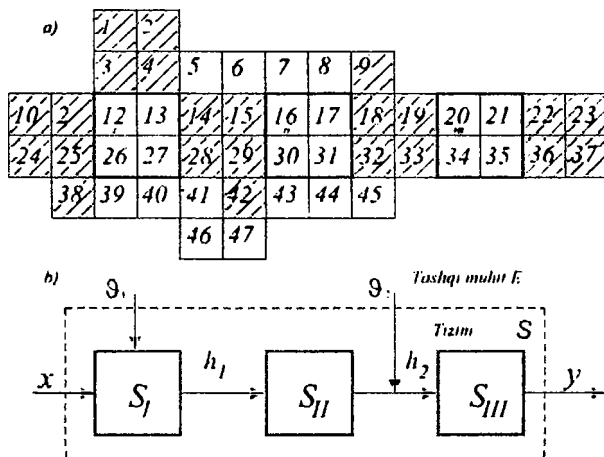 a)
1 2
3 4 5 6 7 8 9
10 2 12 13 14 15 16 17 18 19 20 21 22 23
I II III
24 25 26 27 28 29 30 31 32 33 34 35 36 37
38 39 40 41 42 43 44 45
46 47
b) ϑ₁ ϑ₂ Tashqi muhit E
Tizim S
x h₁ h₂ y
S_I S_II S_III